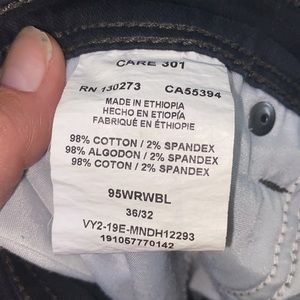 CARE 301
RN 130273 CA55394
MADE IN ETHIOPIA
HECHO EN ETIOPÍA
FABRIQUÉ EN ÉTHIOPIE
98% COTTON / 2% SPANDEX
98% ALGODON / 2% SPANDEX
98% COTON / 2% SPANDEX
95WRWBL
36/32
VY2-19E-MNDH12293
191067770142